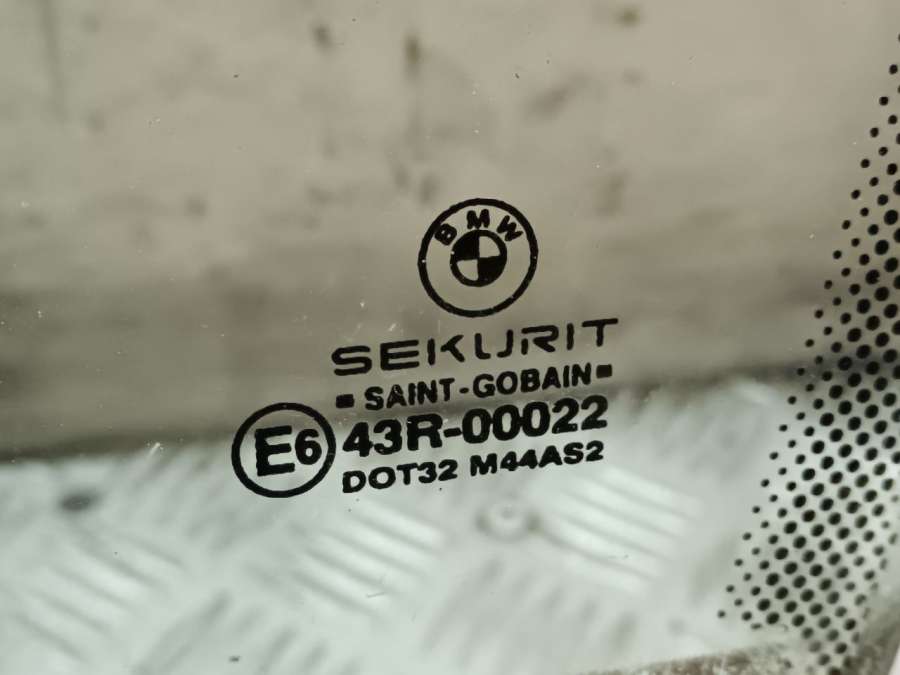 BMW
SEKURIT
SAINT-GOBAIN
E6 43R-00022
DOT32 M44AS2